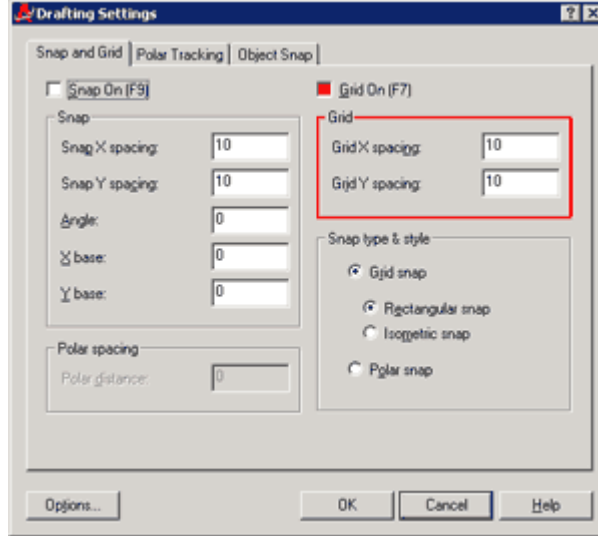 Drafting Settings
Snap and Grid
Polar Tracking
Object Snap
Snap On (F9)
Grid On (F7)
Snap
Snap X spacing: 10
Snap Y spacing: 10
Angle: 0
X base: 0
Y base: 0
Grid
Grid X spacing: 10
Grid Y spacing: 10
Snap type & style
Grid snap
Rectangular snap
Isometric snap
Polar snap
Polar spacing
Polar distance: 0
Options...
OK
Cancel
Help